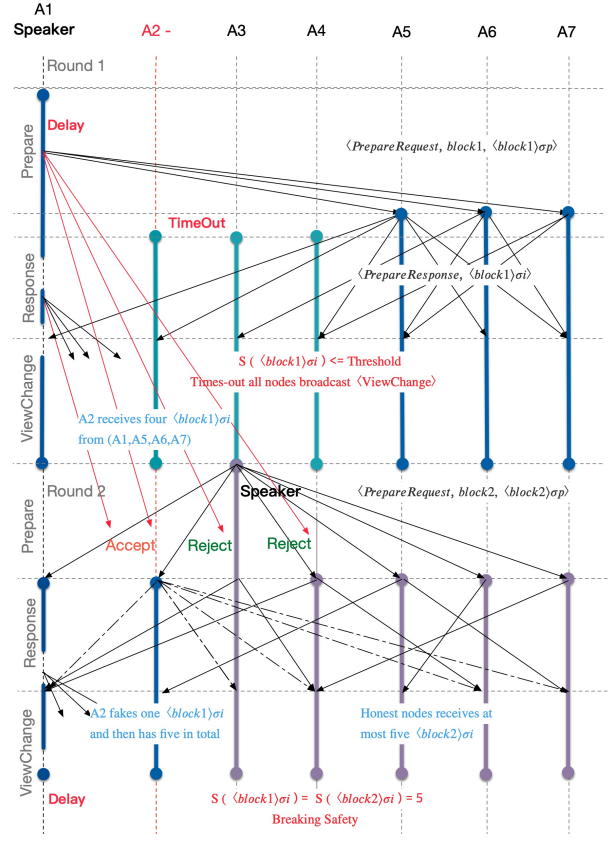 A1
Speaker
A2 -
A3
A4
A5
A6
A7
Round 1
Delay
Prepare
⟨PrepareRequest, block1, ⟨block1⟩σp⟩
TimeOut
Response
⟨PrepareResponse, ⟨block1⟩σi⟩
S ( ⟨block1⟩σi ) <= Threshold
Times-out all nodes broadcast ⟨ViewChange⟩
ViewChange
A2 receives four ⟨block1⟩σi
from (A1,A5,A6,A7)
Round 2
Speaker
⟨PrepareRequest, block2, ⟨block2⟩σp⟩
Prepare
Accept
Reject
Reject
Response
A2 fakes one ⟨block1⟩σi
and then has five in total
Honest nodes receives at
most five ⟨block2⟩σi
ViewChange
Delay
S ( ⟨block1⟩σi ) = S ( ⟨block2⟩σi ) = 5
Breaking Safety